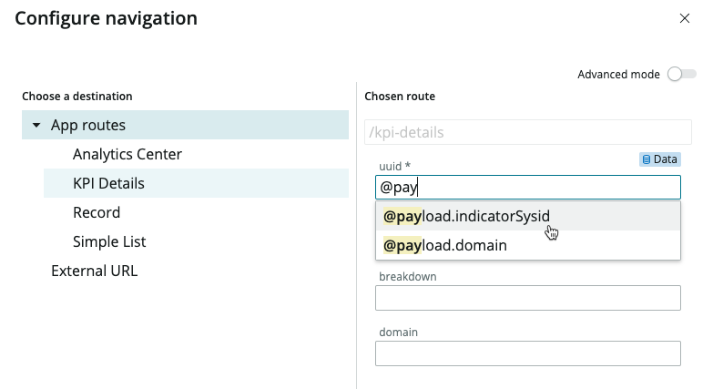 Configure navigation
Advanced mode
Choose a destination
App routes
Analytics Center
KPI Details
Record
Simple List
External URL
Chosen route
/kpi-details
uuid *
Data
@pay
@payload.indicatorSysid
@payload.domain
breakdown
domain